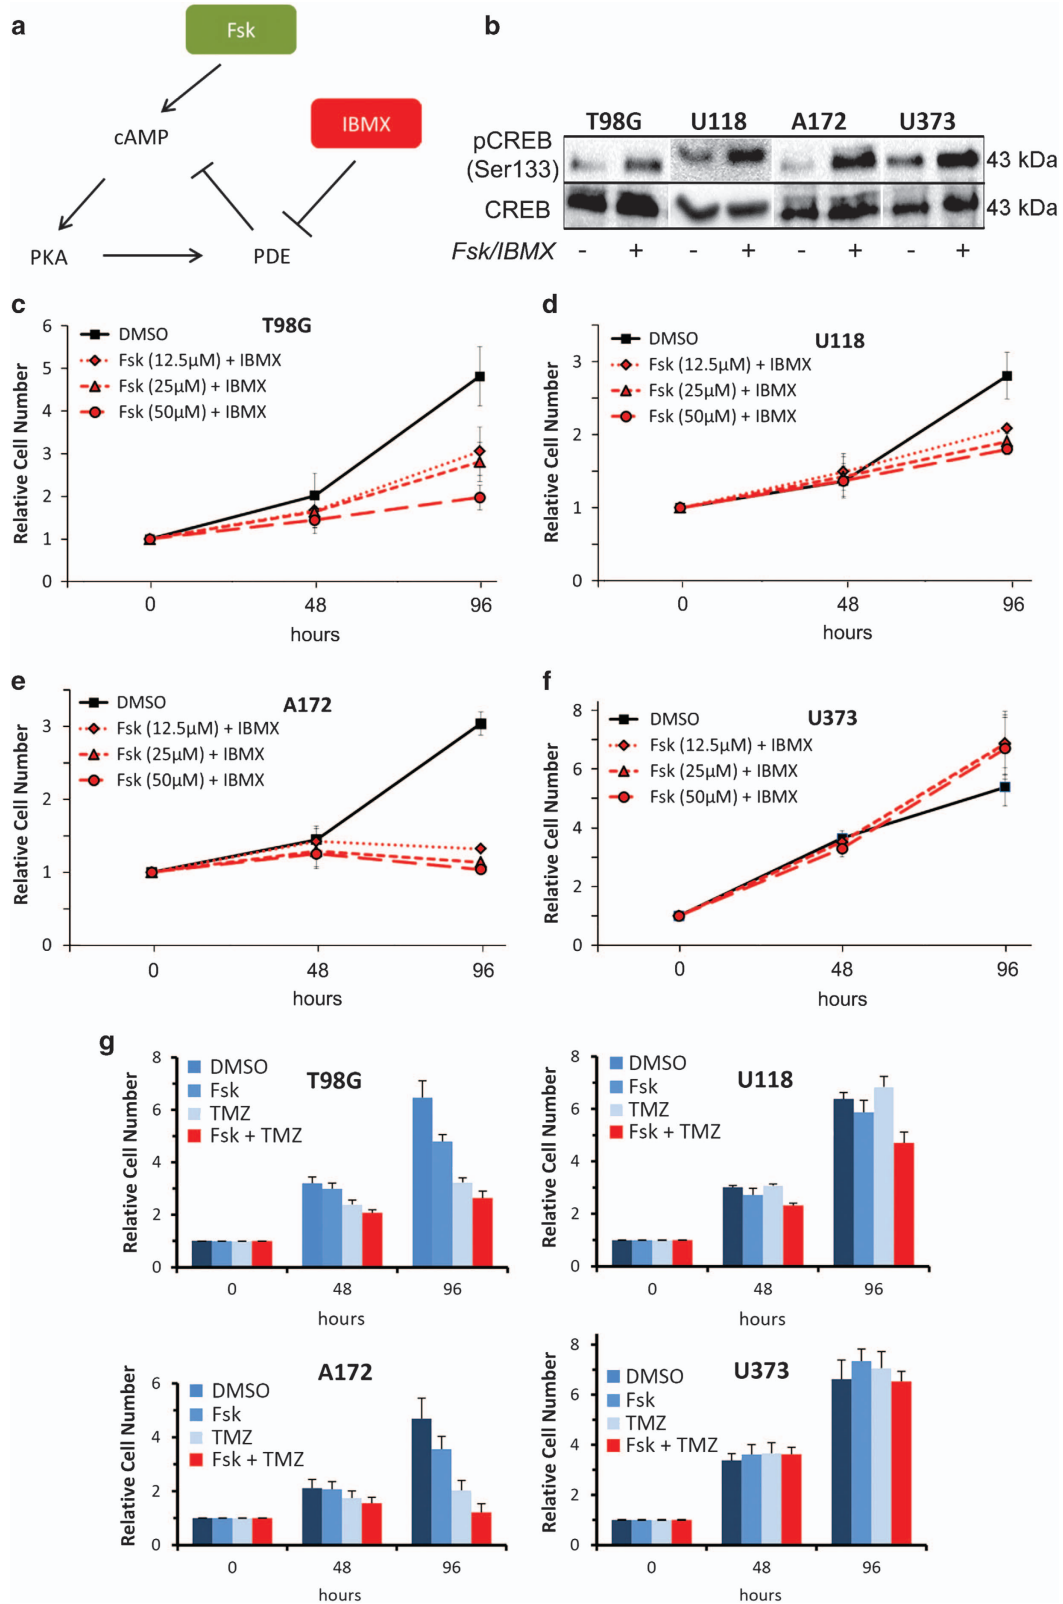 a
Fsk
IBMX
cAMP
PKA
PDE
b
T98G U118 A172 U373
pCREB
(Ser133)
43 kDa
CREB
43 kDa
Fsk/IBMX - + - + - + - +
c
T98G
DMSO
Fsk (12.5μM) + IBMX
Fsk (25μM) + IBMX
Fsk (50μM) + IBMX
Relative Cell Number
6
5
4
3
2
1
0
0 48 96
hours
d
U118
DMSO
Fsk (12.5μM) + IBMX
Fsk (25μM) + IBMX
Fsk (50μM) + IBMX
Relative Cell Number
3
2
1
0
0 48 96
hours
e
A172
DMSO
Fsk (12.5μM) + IBMX
Fsk (25μM) + IBMX
Fsk (50μM) + IBMX
Relative Cell Number
3
2
1
0
0 48 96
hours
f
U373
DMSO
Fsk (12.5μM) + IBMX
Fsk (25μM) + IBMX
Fsk (50μM) + IBMX
Relative Cell Number
8
6
4
2
0
0 48 96
hours
g
T98G
DMSO
Fsk
TMZ
Fsk + TMZ
Relative Cell Number
8
6
4
2
0
0 48 96
hours
U118
DMSO
Fsk
TMZ
Fsk + TMZ
Relative Cell Number
8
6
4
2
0
0 48 96
hours
A172
DMSO
Fsk
TMZ
Fsk + TMZ
Relative Cell Number
6
4
2
0
0 48 96
hours
U373
DMSO
Fsk
TMZ
Fsk + TMZ
Relative Cell Number
8
6
4
2
0
0 48 96
hours